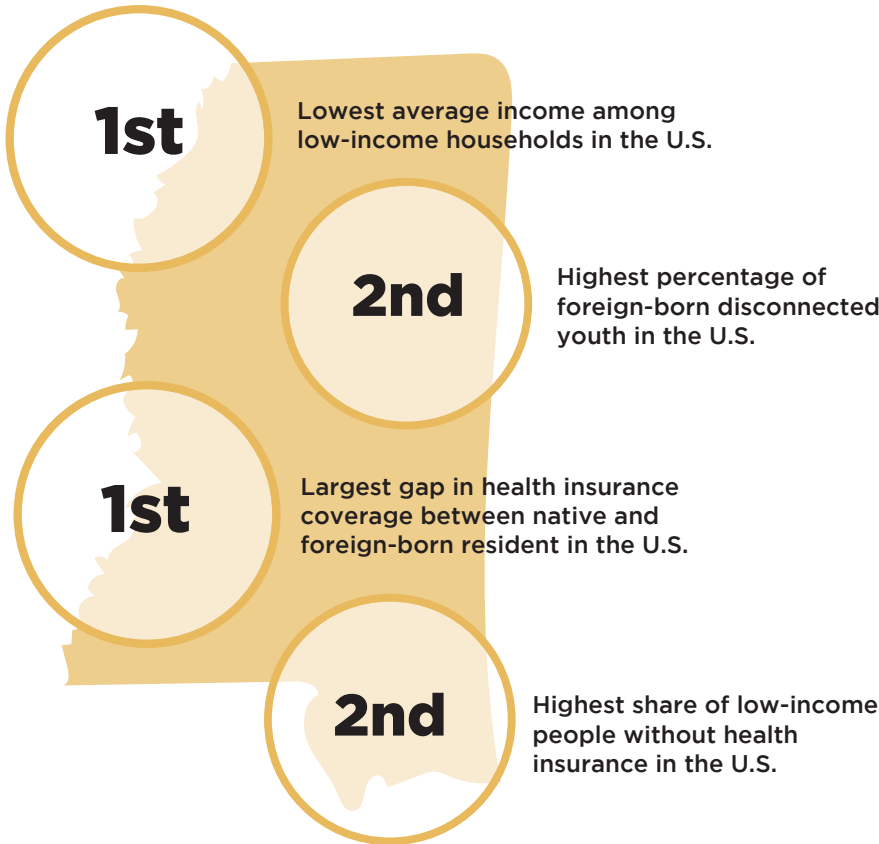 1st
Lowest average income among
low-income households in the U.S.
2nd
Highest percentage of
foreign-born disconnected
youth in the U.S.
1st
Largest gap in health insurance
coverage between native and
foreign-born resident in the U.S.
2nd
Highest share of low-income
people without health
insurance in the U.S.